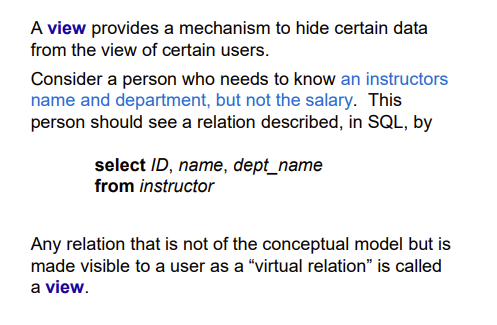 A view provides a mechanism to hide certain data
from the view of certain users.
Consider a person who needs to know an instructors
name and department, but not the salary.  This
person should see a relation described, in SQL, by
select ID, name, dept_name
from instructor
Any relation that is not of the conceptual model but is
made visible to a user as a “virtual relation” is called
a view.